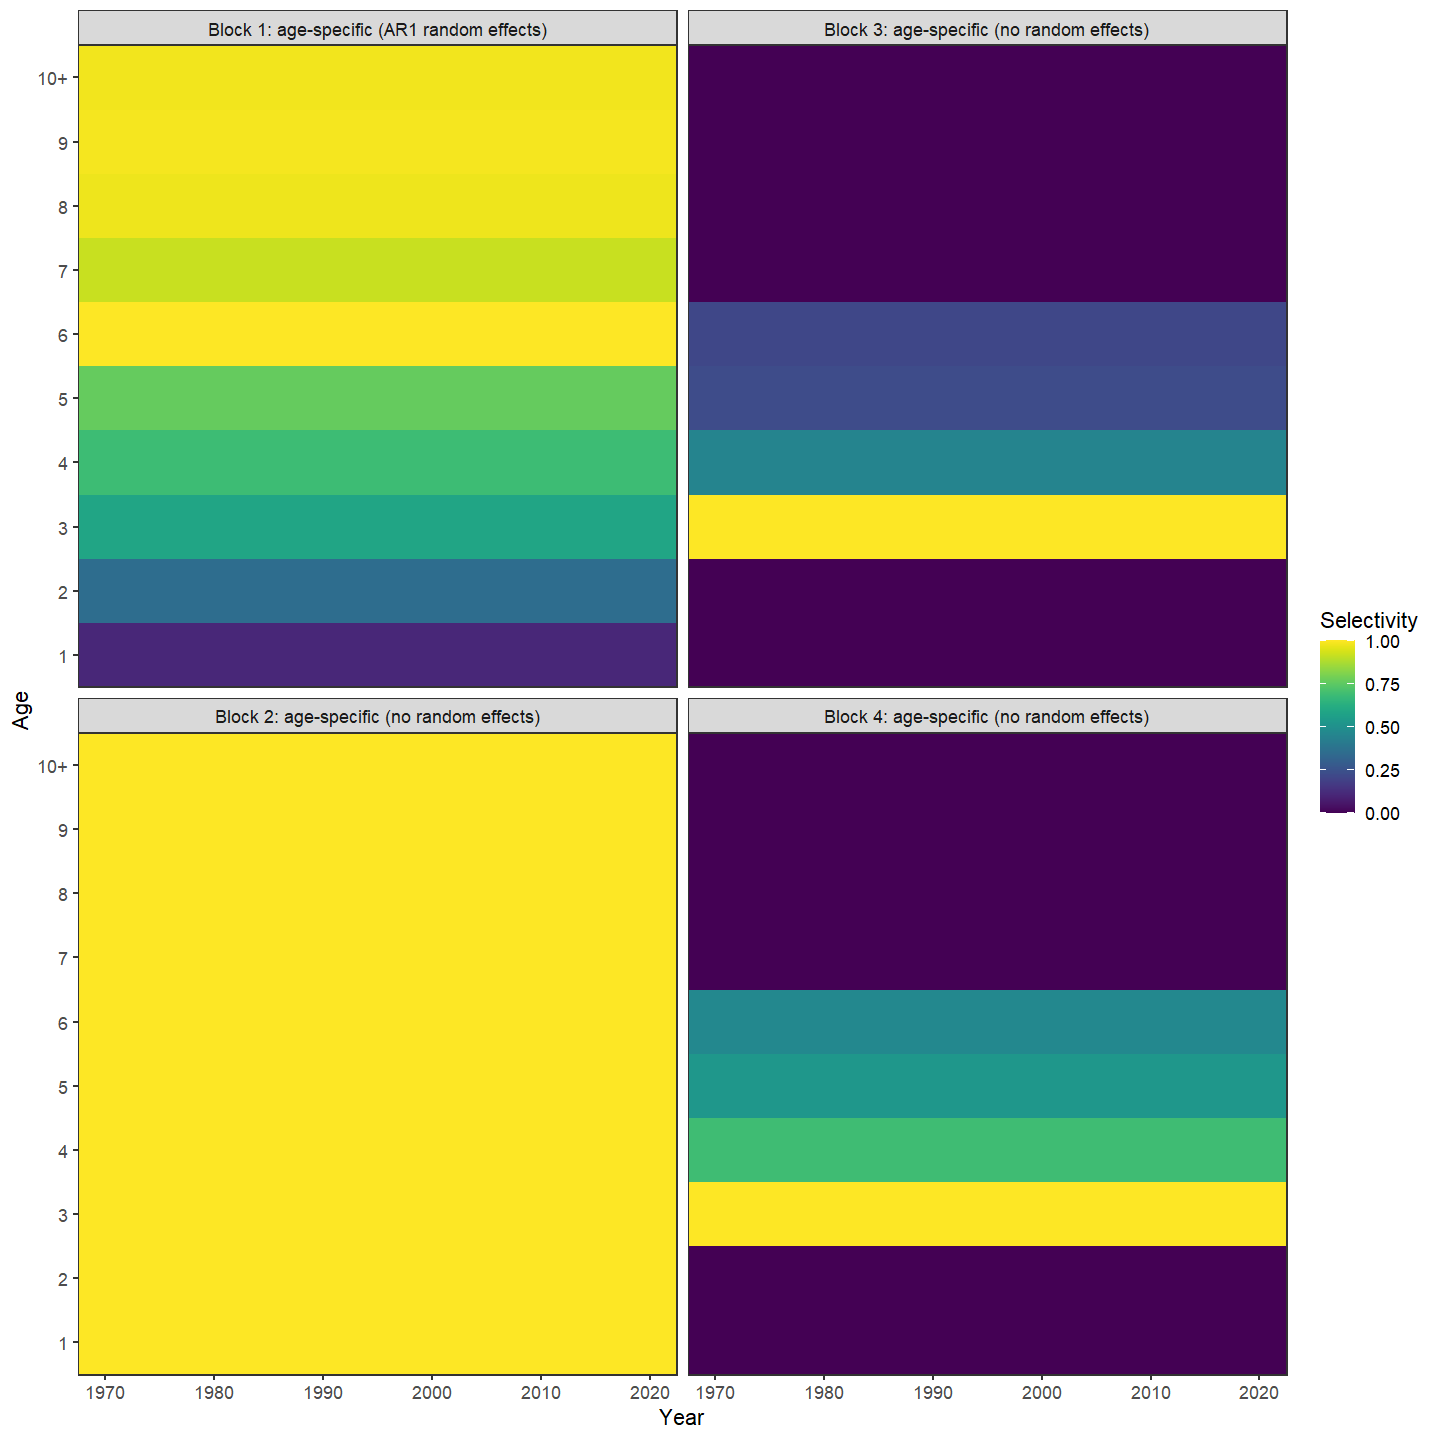 Block 1: age-specific (AR1 random effects)
Block 3: age-specific (no random effects)
10+
9
8
7
6
5
4
3
2
1
Block 2: age-specific (no random effects)
Block 4: age-specific (no random effects)
10+
9
8
7
6
5
4
3
2
1
Age
1970 1980 1990 2000 2010 2020
1970 1980 1990 2000 2010 2020
Year
Selectivity
1.00
0.75
0.50
0.25
0.00